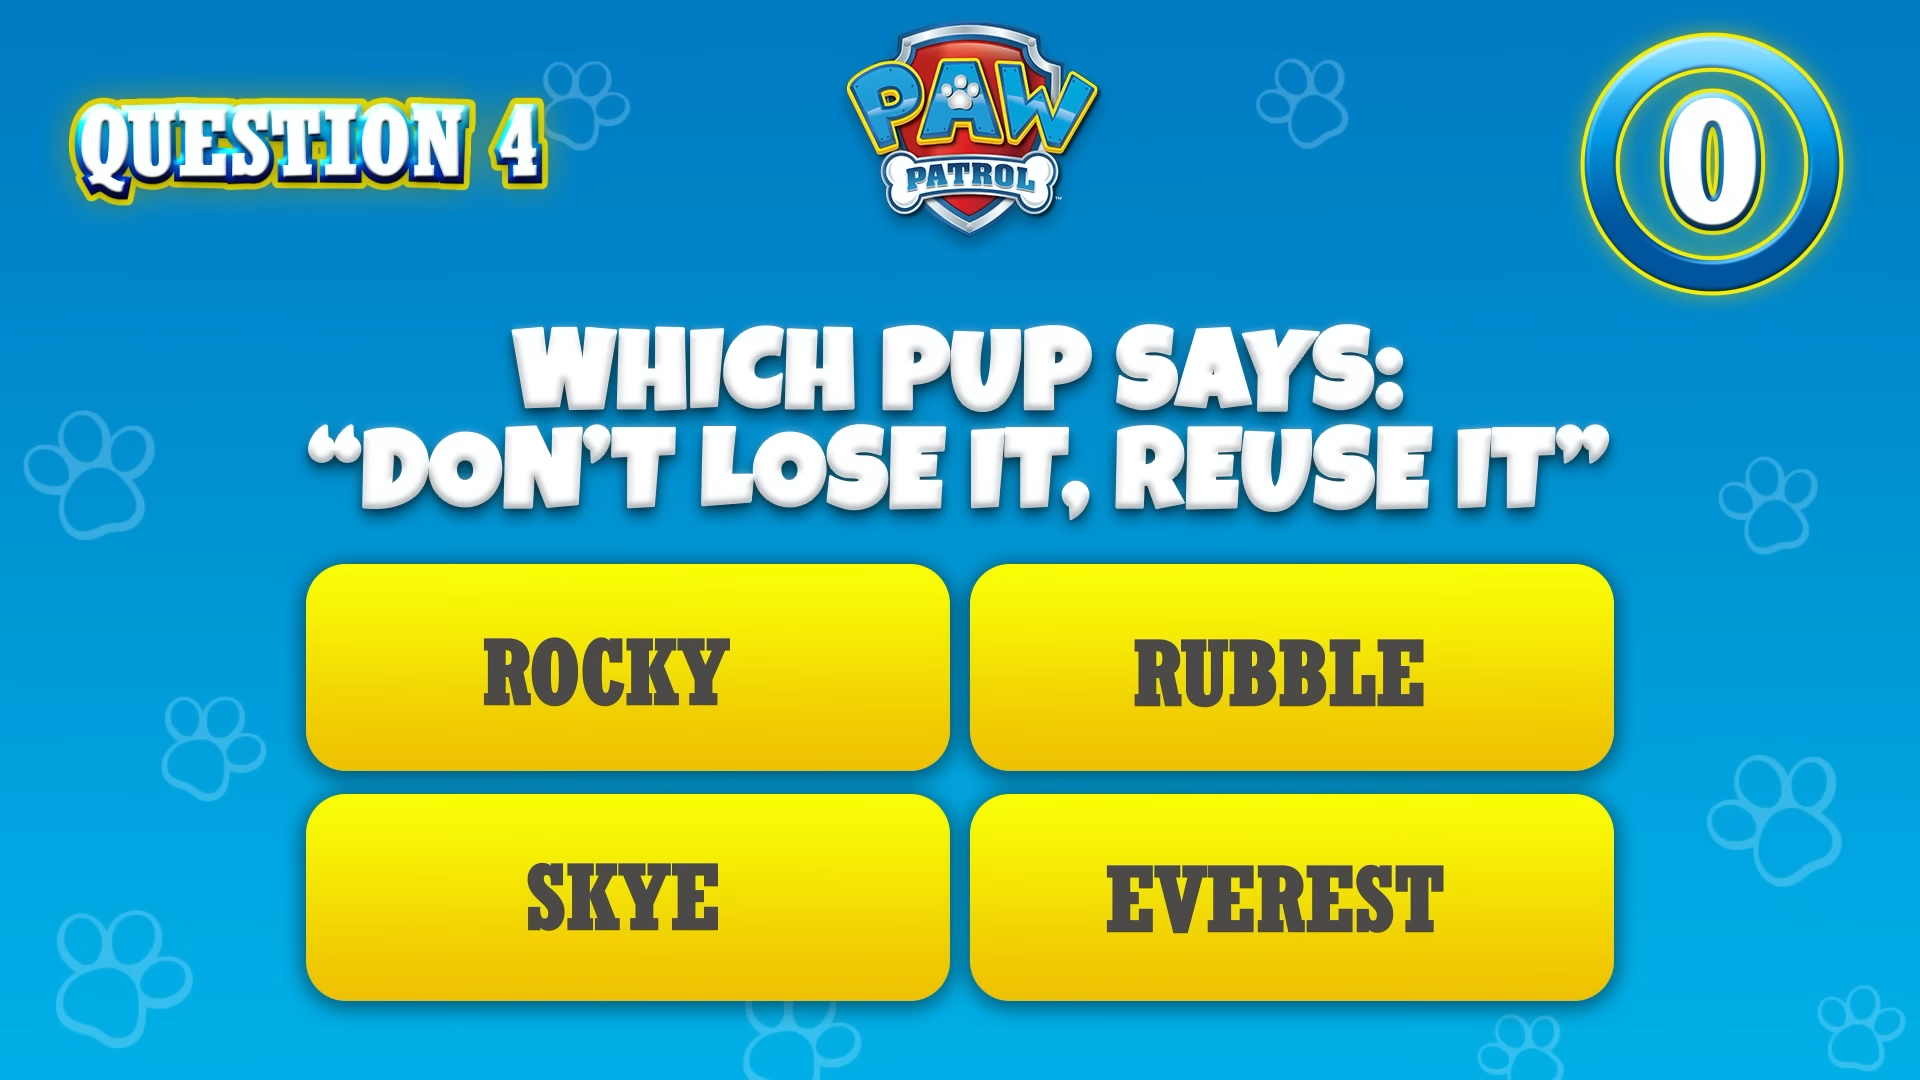 QUESTION 4
PAW
PATROL
0
WHICH PUP SAYS:
“DON’T LOSE IT, REUSE IT”
ROCKY
RUBBLE
SKYE
EVEREST